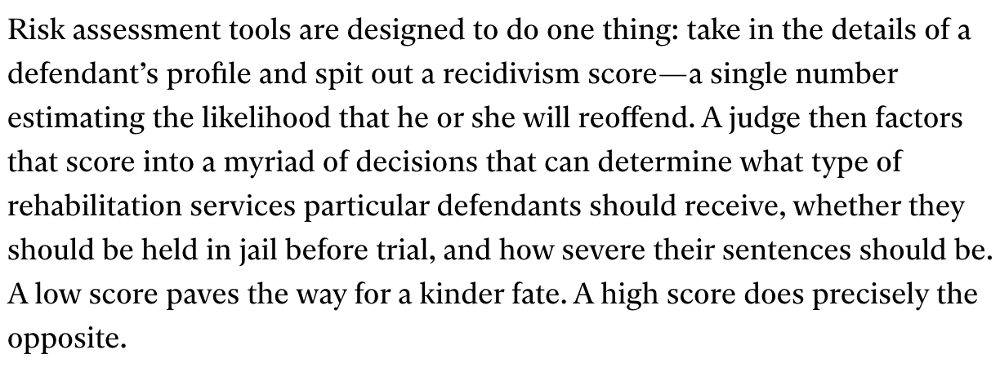 Risk assessment tools are designed to do one thing: take in the details of a
defendant’s profile and spit out a recidivism score—a single number
estimating the likelihood that he or she will reoffend. A judge then factors
that score into a myriad of decisions that can determine what type of
rehabilitation services particular defendants should receive, whether they
should be held in jail before trial, and how severe their sentences should be.
A low score paves the way for a kinder fate. A high score does precisely the
opposite.